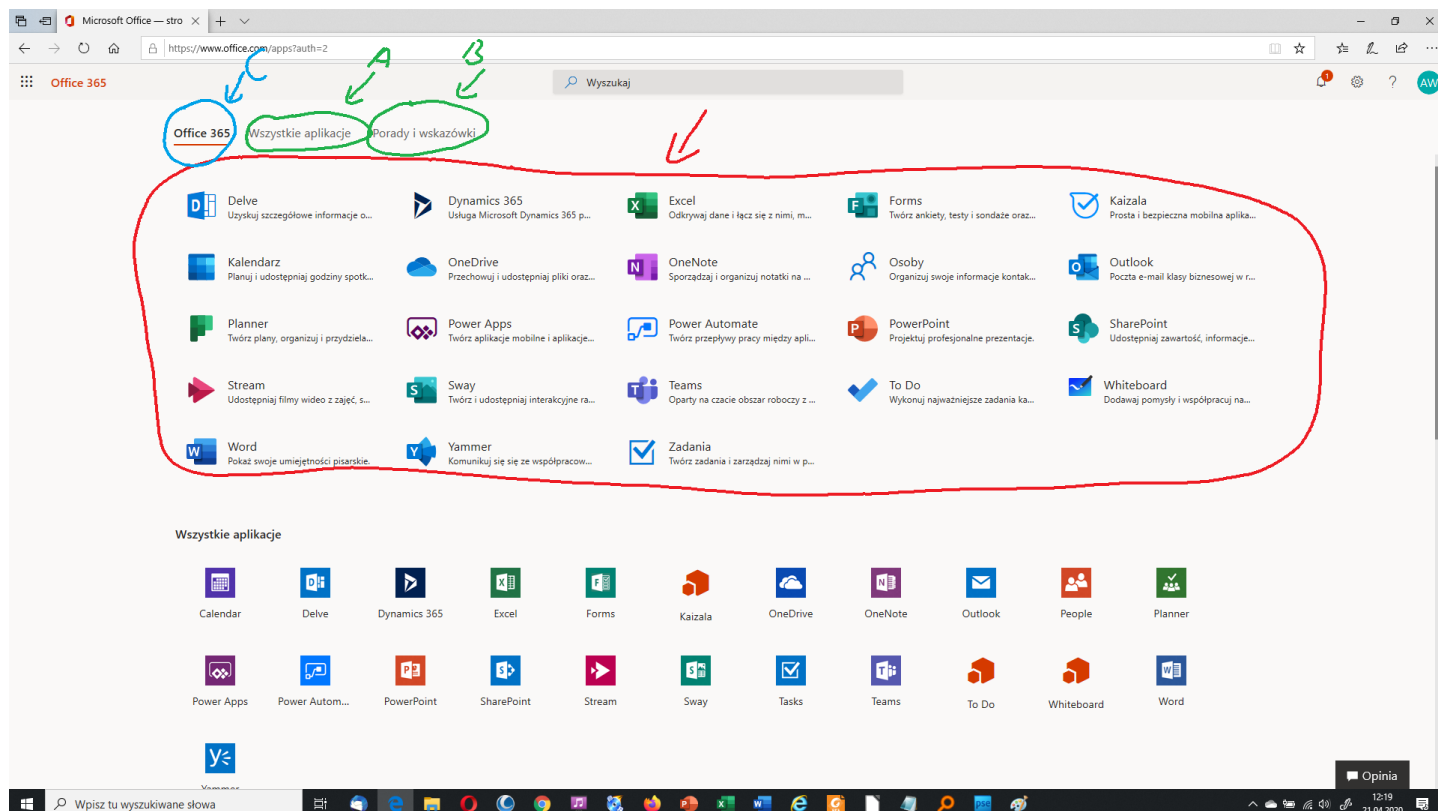 Microsoft Office — stro
https://www.office.com/apps?auth=2
Office 365
Wyszukaj
1
AW
C
A
B
Office 365 Wszystkie aplikacje Porady i wskazówki
Delve Dynamics 365 Excel Forms Kaizala
Uzyskuj szczegółowe informacje o... Usługa Microsoft Dynamics 365 p... Odkrywaj dane i łącz się z nimi, m... Twórz ankiety, testy i sondaże oraz... Prosta i bezpieczna mobilna aplika...
Kalendarz OneDrive OneNote Osoby Outlook
Planuj i udostępniaj godziny spotk... Przechowuj i udostępniaj pliki oraz... Sporządzaj i organizuj notatki na ... Organizuj swoje informacje kontak... Poczta e-mail klasy biznesowej w r...
Planner Power Apps Power Automate PowerPoint SharePoint
Twórz plany, organizuj i przydziela... Twórz aplikacje mobilne i aplikacje... Twórz przepływy pracy między apli... Projektuj profesjonalne prezentacje. Udostępniaj zawartość, informacje...
Stream Sway Teams To Do Whiteboard
Udostępniaj filmy wideo z zajęć, s... Twórz i udostępniaj interakcyjne ra... Oparty na czacie obszar roboczy z ... Wykonuj najważniejsze zadania ka... Dodawaj pomysły i współpracuj na...
Word Yammer Zadania
Pokaż swoje umiejętności pisarskie. Komunikuj się się ze współpracow... Twórz zadania i zarządzaj nimi w p...
Wszystkie aplikacje
Calendar Delve Dynamics 365 Excel Forms Kaizala OneDrive OneNote Outlook People Planner
Power Apps Power Autom... PowerPoint SharePoint Stream Sway Tasks Teams To Do Whiteboard Word
Yammer
Opinia
Wpisz tu wyszukiwane słowa
12:19
21.04.2020